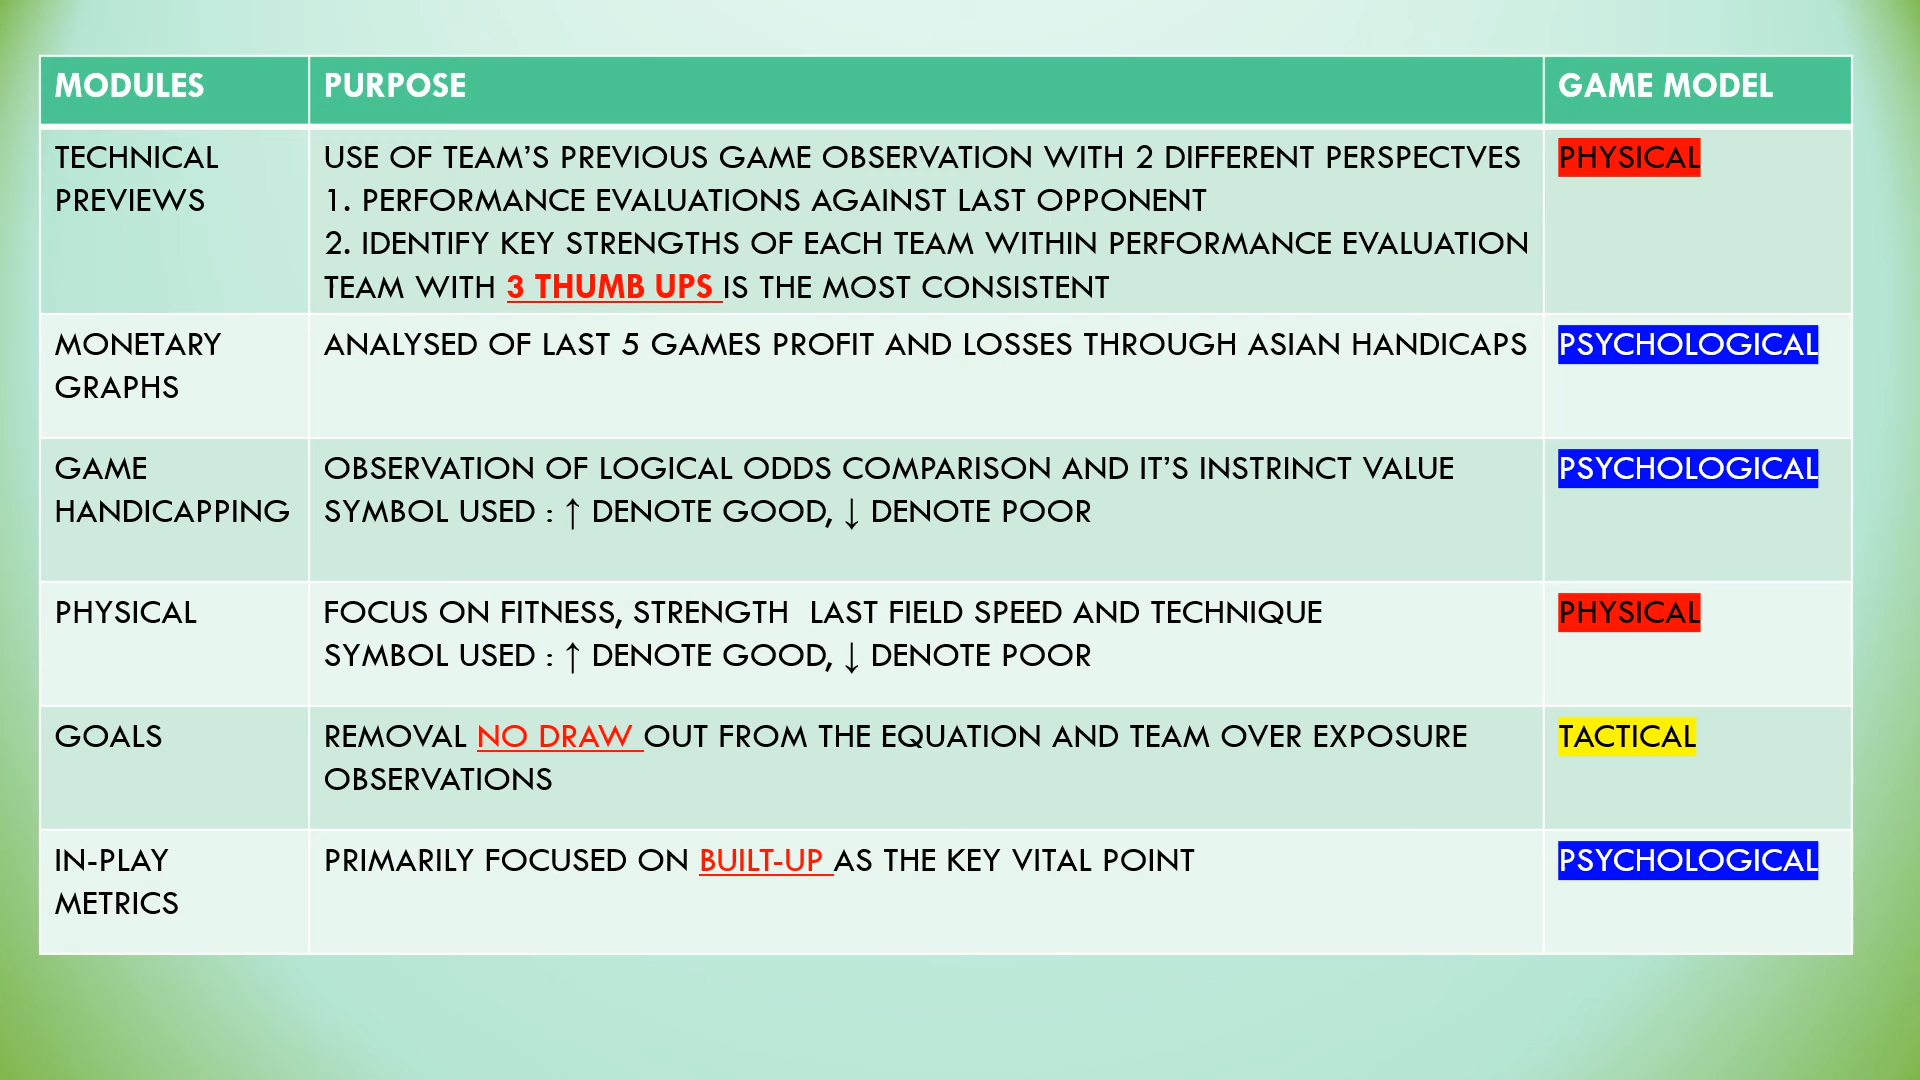 MODULES PURPOSE GAME MODEL
TECHNICAL PREVIEWS
USE OF TEAM’S PREVIOUS GAME OBSERVATION WITH 2 DIFFERENT PERSPECTVES
1. PERFORMANCE EVALUATIONS AGAINST LAST OPPONENT
2. IDENTIFY KEY STRENGTHS OF EACH TEAM WITHIN PERFORMANCE EVALUATION
TEAM WITH 3 THUMB UPS IS THE MOST CONSISTENT
PHYSICAL
MONETARY
GRAPHS
ANALYSED OF LAST 5 GAMES PROFIT AND LOSSES THROUGH ASIAN HANDICAPS
PSYCHOLOGICAL
GAME
HANDICAPPING
OBSERVATION OF LOGICAL ODDS COMPARISON AND IT’S INSTRINCT VALUE
SYMBOL USED : ↑ DENOTE GOOD, ↓ DENOTE POOR
PSYCHOLOGICAL
PHYSICAL
FOCUS ON FITNESS, STRENGTH  LAST FIELD SPEED AND TECHNIQUE
SYMBOL USED : ↑ DENOTE GOOD, ↓ DENOTE POOR
PHYSICAL
GOALS
REMOVAL NO DRAW OUT FROM THE EQUATION AND TEAM OVER EXPOSURE
OBSERVATIONS
TACTICAL
IN-PLAY
METRICS
PRIMARILY FOCUSED ON BUILT-UP AS THE KEY VITAL POINT
PSYCHOLOGICAL